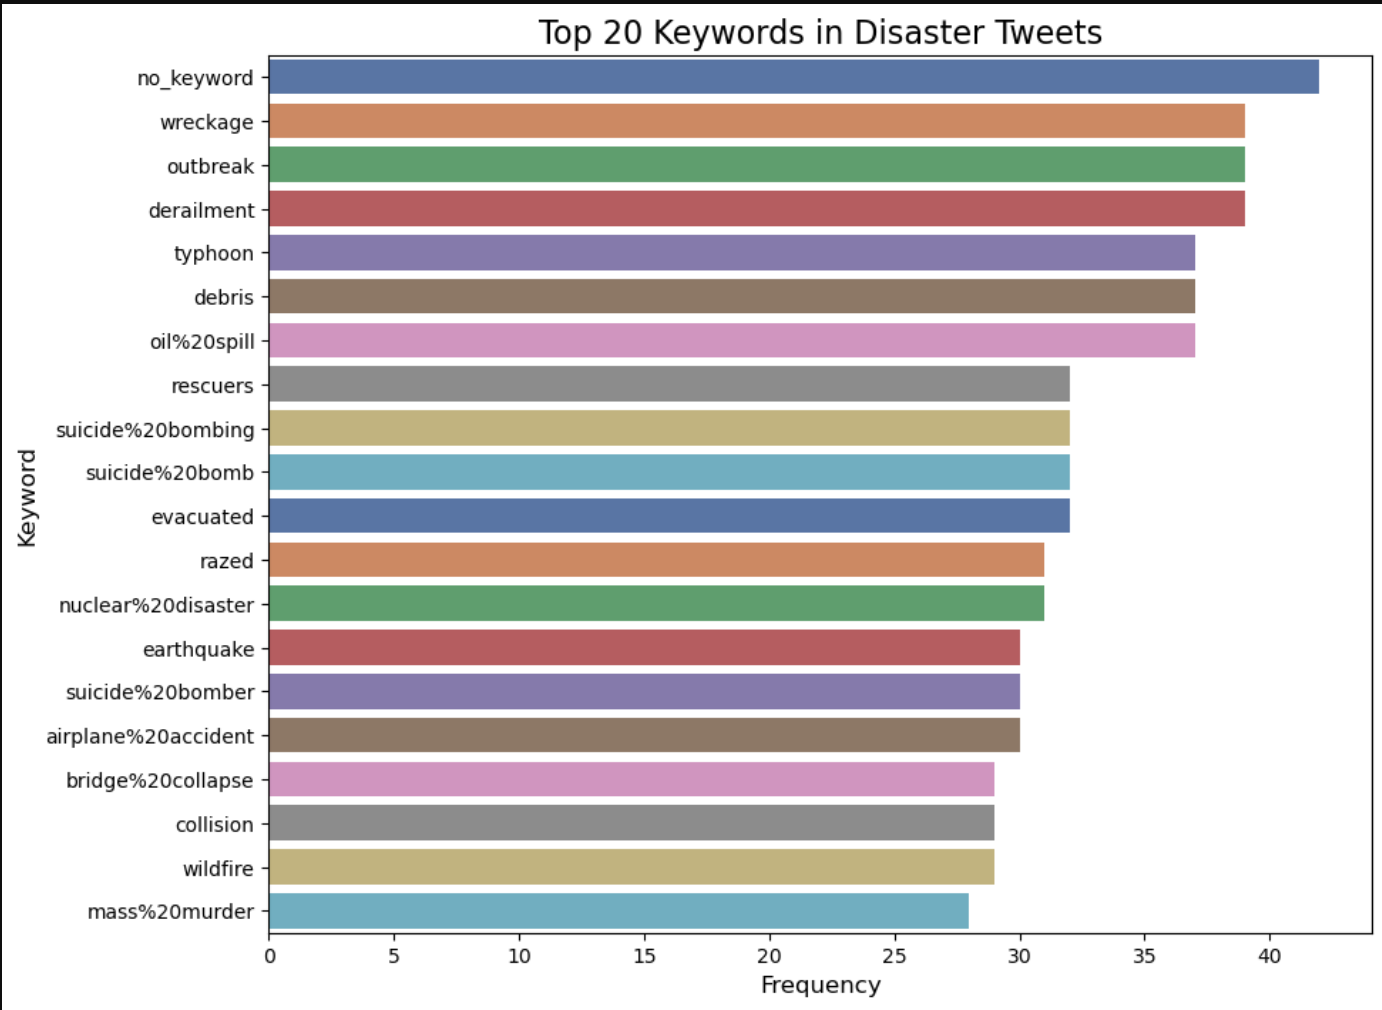 Top 20 Keywords in Disaster Tweets
no_keyword
wreckage
outbreak
derailment
typhoon
debris
oil%20spill
rescuers
suicide%20bombing
suicide%20bomb
evacuated
razed
nuclear%20disaster
earthquake
suicide%20bomber
airplane%20accident
bridge%20collapse
collision
wildfire
mass%20murder
Keyword
0 5 10 15 20 25 30 35 40
Frequency